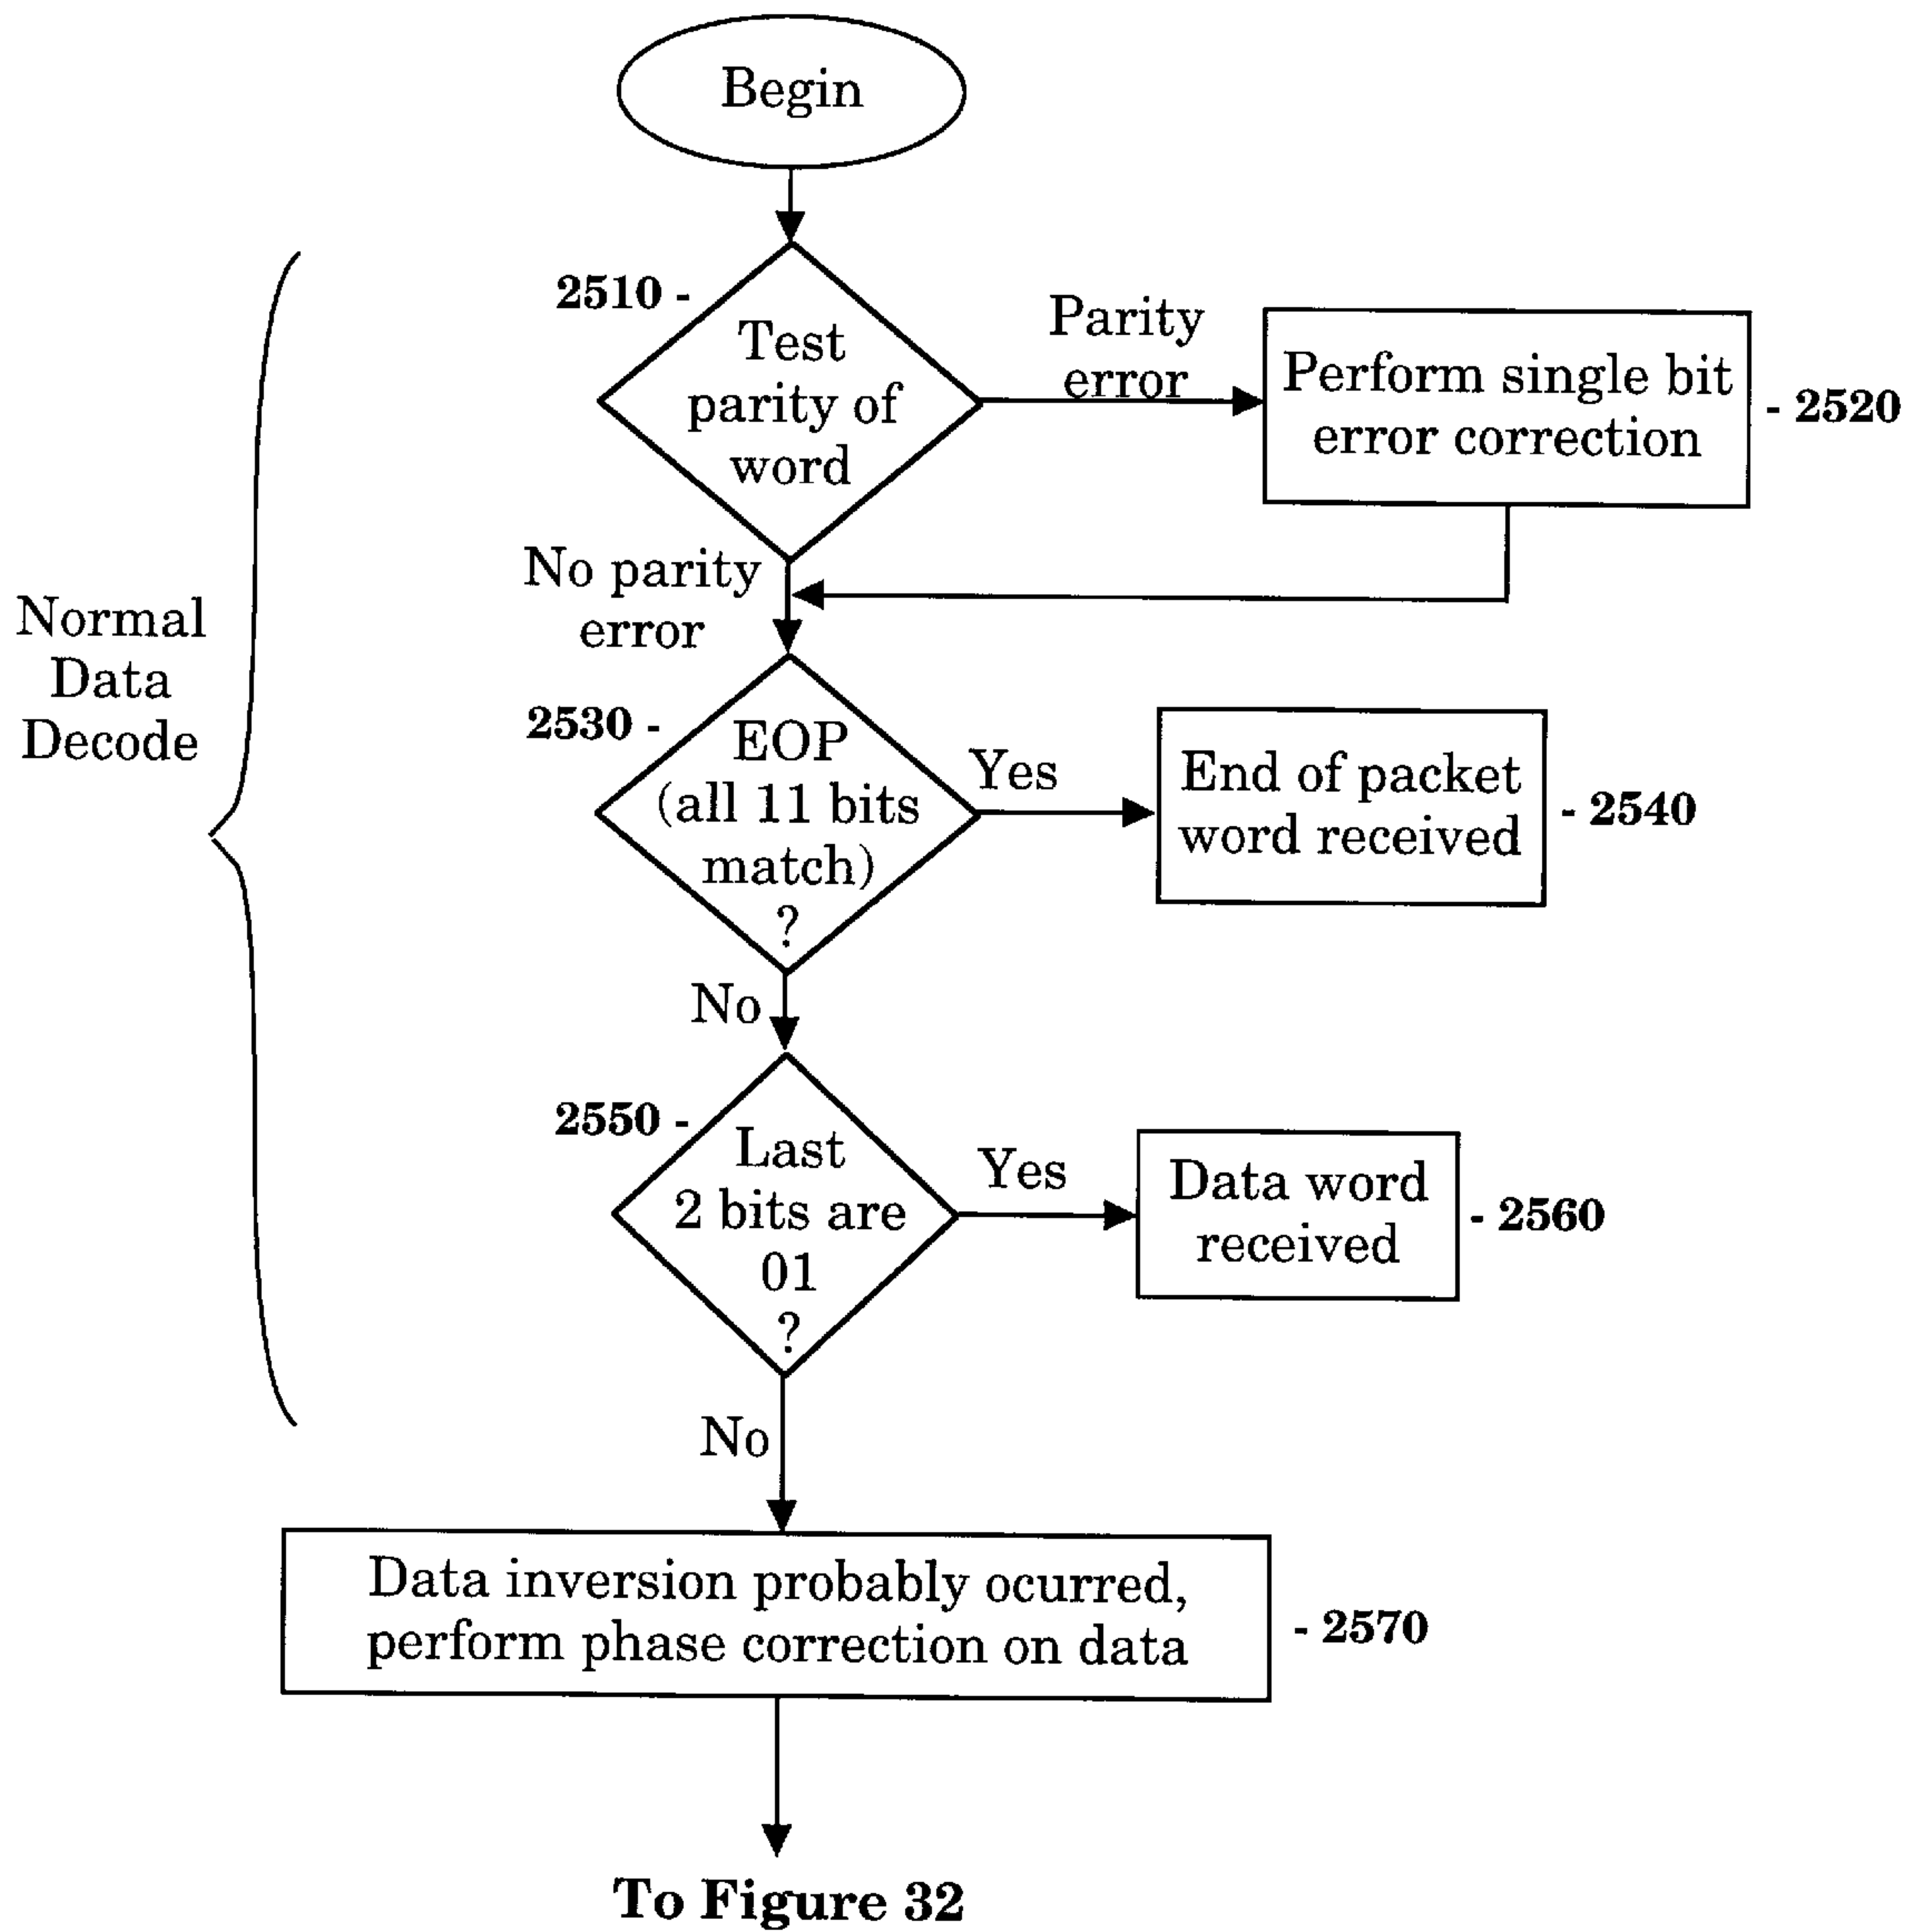 Begin
2510 -
Test
parity of
word
Parity
error
Perform single bit
error correction
- 2520
No parity
error
Normal
Data
Decode
2530 -
EOP
(all 11 bits
match)
?
Yes
End of packet
word received
- 2540
No
2550 -
Last
2 bits are
01
?
Yes
Data word
received
- 2560
No
Data inversion probably ocurred,
perform phase correction on data
- 2570
To Figure 32